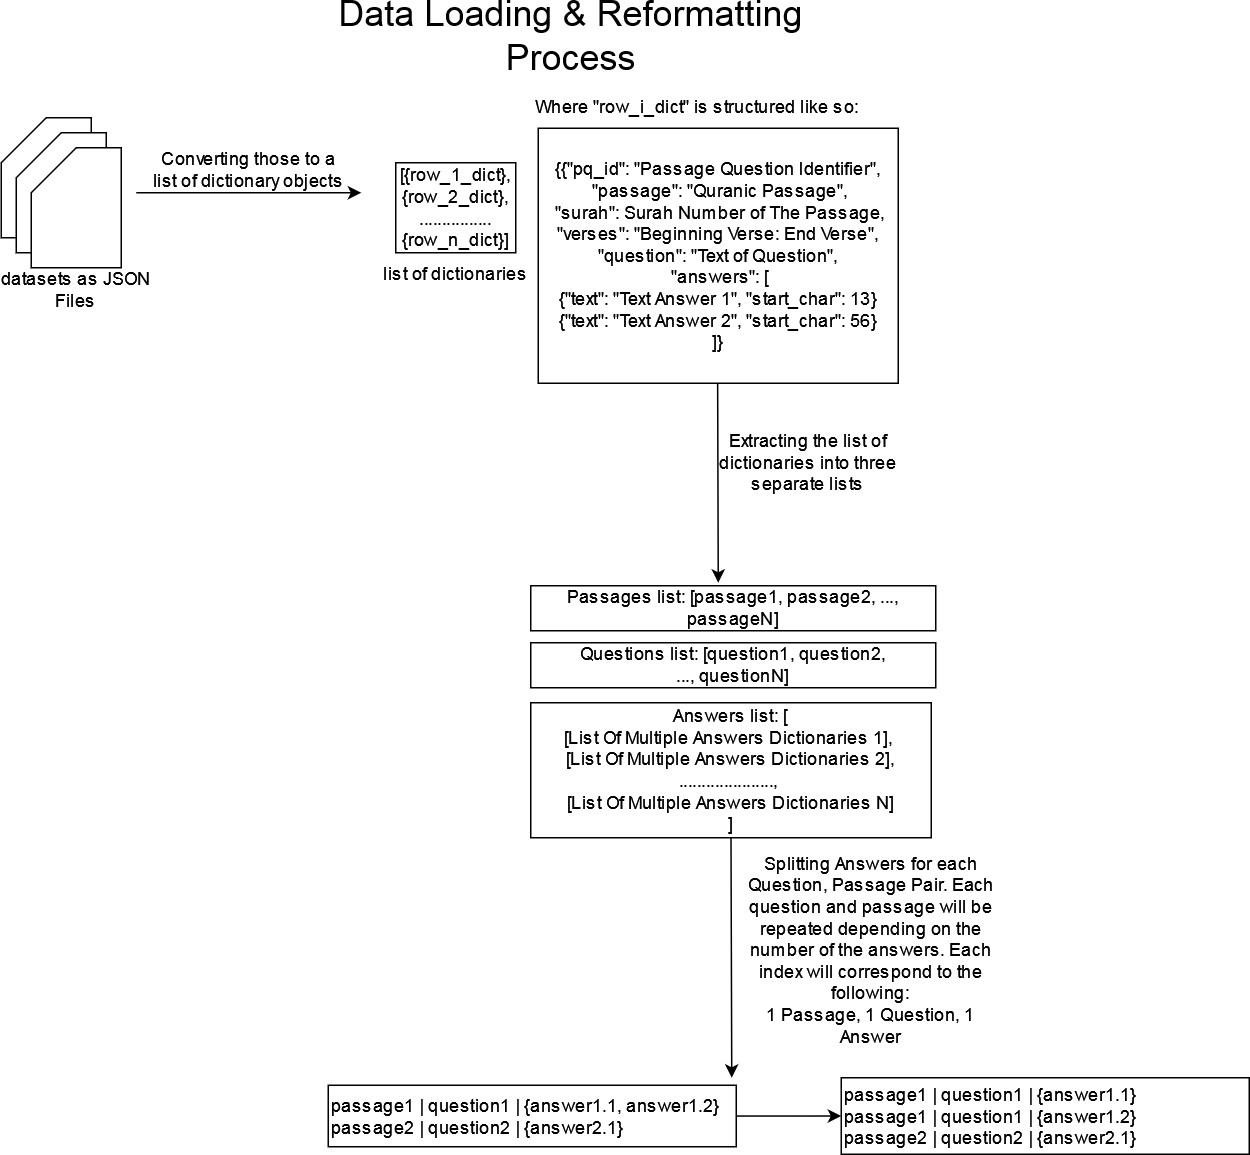 Data Loading & Reformatting
Process
Where "row_i_dict" is structured like so:
Converting those to a
list of dictionary objects
[{row_1_dict},
{row_2_dict},
................
{row_n_dict}]
list of dictionaries
datasets as JSON
Files
{{"pq_id": "Passage Question Identifier",
"passage": "Quranic Passage",
"surah": Surah Number of The Passage,
"verses": "Beginning Verse: End Verse",
"question": "Text of Question",
"answers": [
{"text": "Text Answer 1", "start_char": 13}
{"text": "Text Answer 2", "start_char": 56}
]}
Extracting the list of
dictionaries into three
separate lists
Passages list: [passage1, passage2, ...,
passageN]
Questions list: [question1, question2,
..., questionN]
Answers list: [
[List Of Multiple Answers Dictionaries 1],
[List Of Multiple Answers Dictionaries 2],
.....................,
[List Of Multiple Answers Dictionaries N]
]
Splitting Answers for each
Question, Passage Pair. Each
question and passage will be
repeated depending on the
number of the answers. Each
index will correspond to the
following:
1 Passage, 1 Question, 1
Answer
passage1 | question1 | {answer1.1, answer1.2}
passage2 | question2 | {answer2.1}
passage1 | question1 | {answer1.1}
passage1 | question1 | {answer1.2}
passage2 | question2 | {answer2.1}